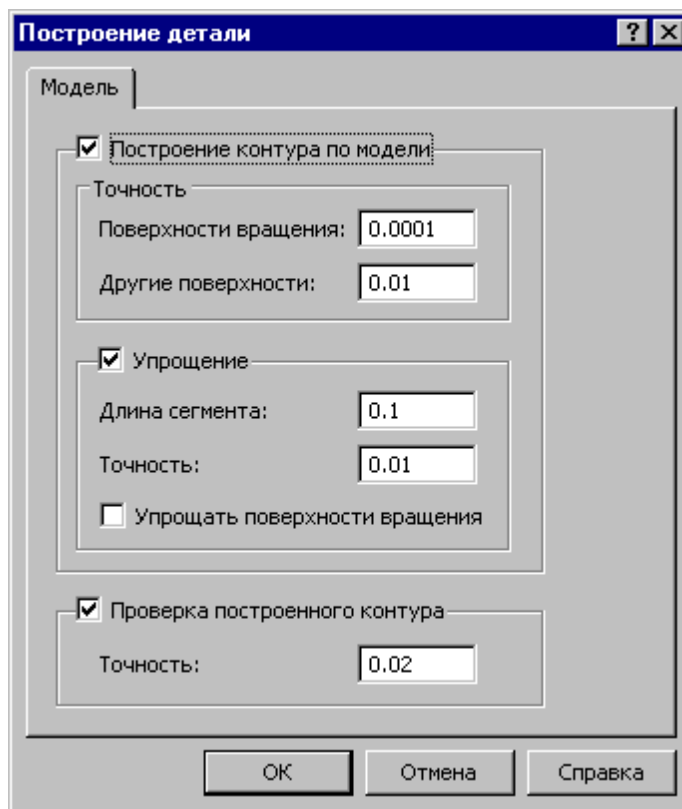 Построение детали
Модель
Построение контура по модели
Точность
Поверхности вращения: 0.0001
Другие поверхности: 0.01
Упрощение
Длина сегмента: 0.1
Точность: 0.01
Упрощать поверхности вращения
Проверка построенного контура
Точность: 0.02
ОК Отмена Справка